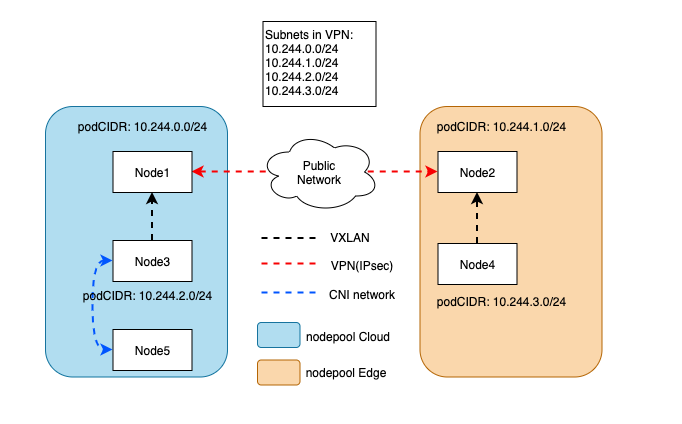 Subnets in VPN:
10.244.0.0/24
10.244.1.0/24
10.244.2.0/24
10.244.3.0/24
podCIDR: 10.244.0.0/24
podCIDR: 10.244.1.0/24
Node1
Public
Network
Node2
VXLAN
Node3
Node4
VPN(IPsec)
podCIDR: 10.244.2.0/24
CNI network
podCIDR: 10.244.3.0/24
nodepool Cloud
Node5
nodepool Edge